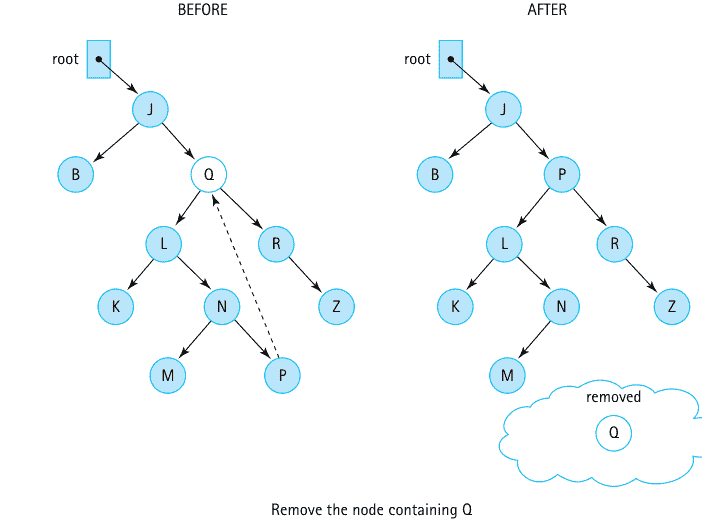 BEFORE
AFTER
root
root
J
J
B
Q
B
P
L
R
L
R
K
N
Z
K
N
Z
M
P
M
removed
Q
Remove the node containing Q